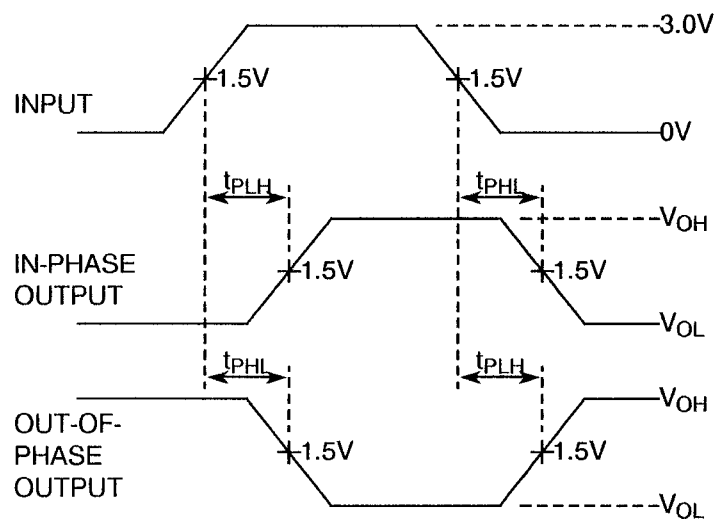 3.0V
1.5V
1.5V
INPUT
0V
tPLH
tPHL
VOH
IN-PHASE
OUTPUT
1.5V
1.5V
VOL
tPHL
tPLH
VOH
OUT-OF-
PHASE
OUTPUT
1.5V
1.5V
VOL